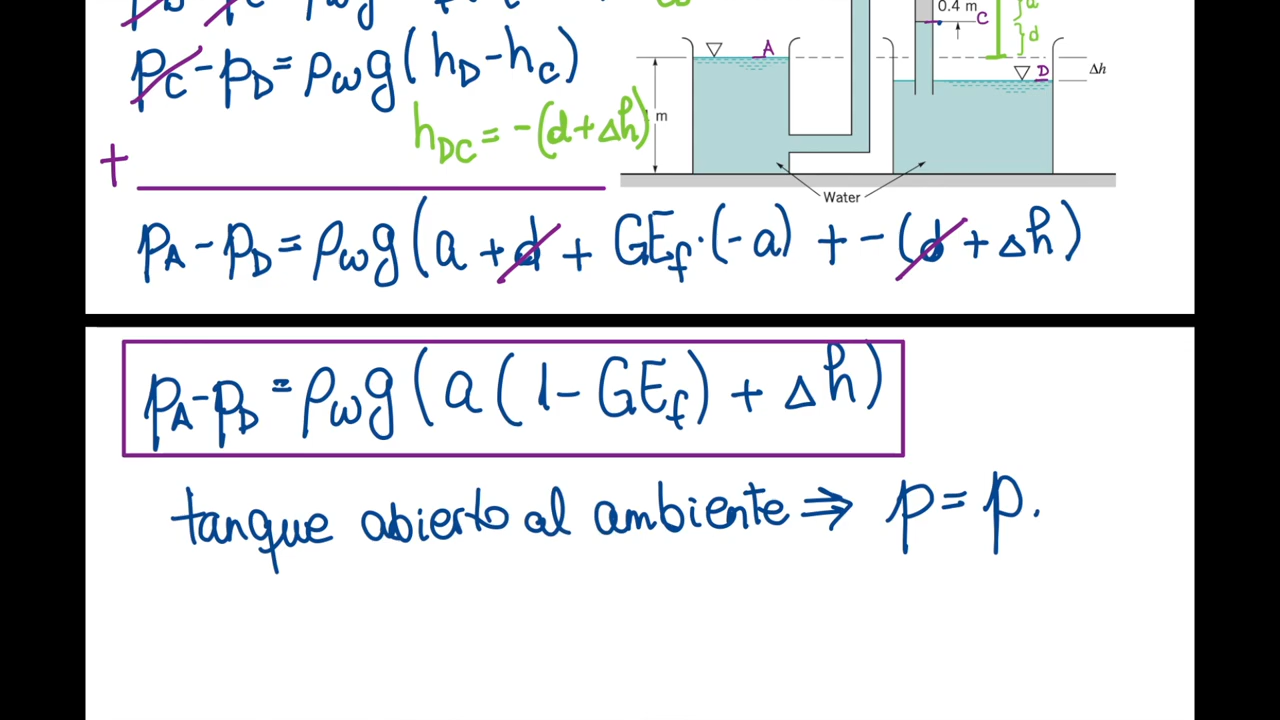 0.4 m
C
d
p_C - p_D = ρ_w g (h_D - h_C)
A
D
Δh
h_DC = -(d + Δh)
m
+
Water
p_A - p_D = ρ_w g (a + d + GE_f · (-a) + - (d + Δh)
p_A - p_D = ρ_w g (a (1 - GE_f) + Δh)
tanque abierto al ambiente ⇒ p = p.